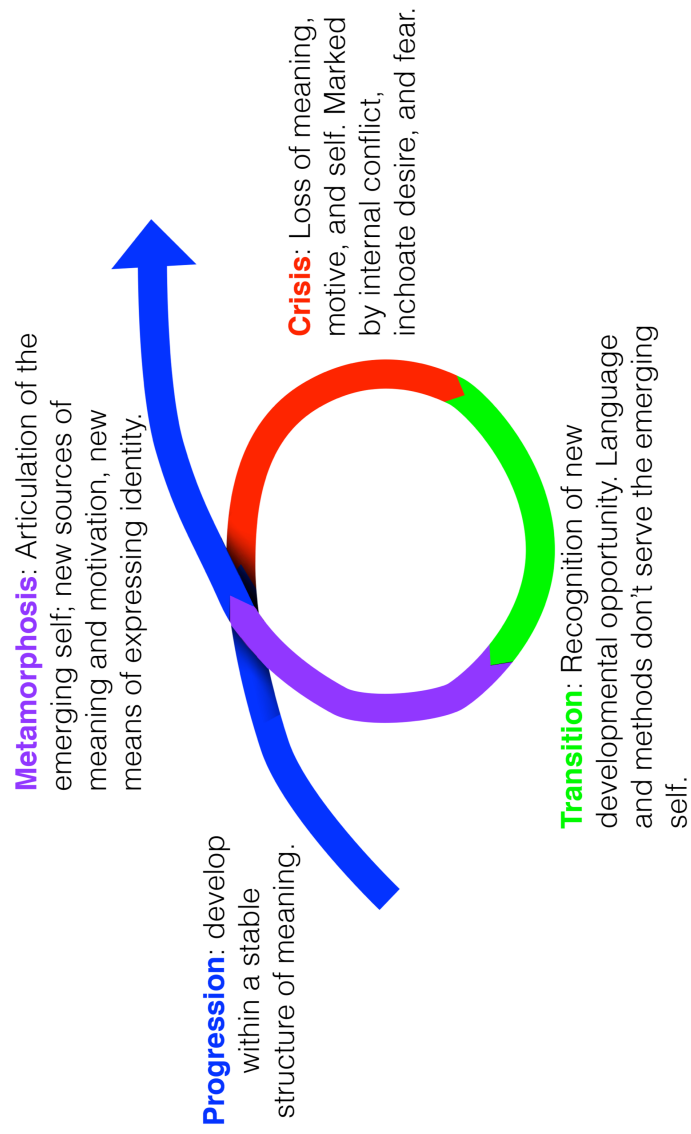 Metamorphosis: Articulation of the
emerging self; new sources of
meaning and motivation, new
means of expressing identity.
Progression: develop
within a stable
structure of meaning.
Crisis: Loss of meaning,
motive, and self. Marked
by internal conflict,
inchoate desire, and fear.
Transition: Recognition of new
developmental opportunity. Language
and methods don't serve the emerging
self.